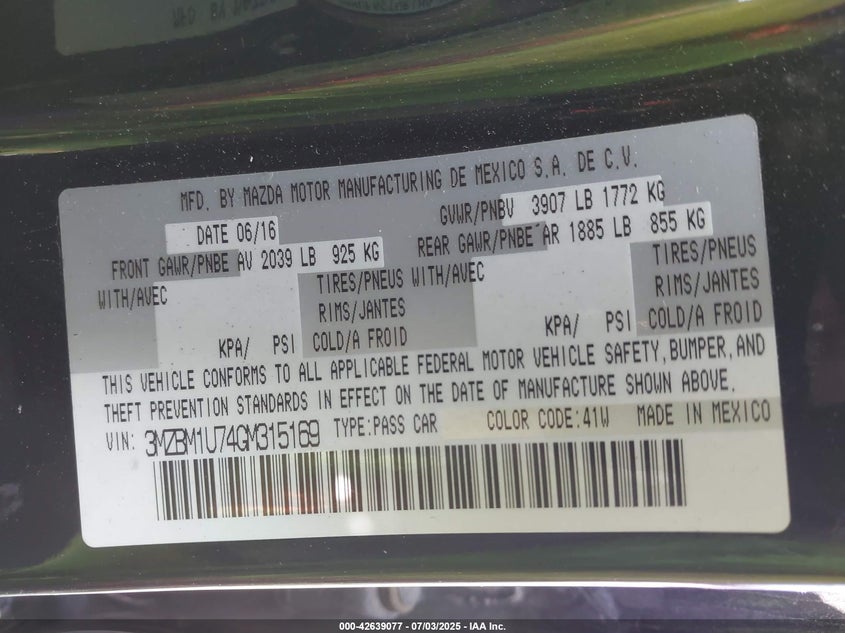 MFD. BY MAZDA MOTOR MANUFACTURING DE MEXICO S.A. DE C.V.
DATE 06/16 GVWR/PNBV 3907 LB 1772 KG
FRONT GAWR/PNBE AV 2039 LB 925 KG REAR GAWR/PNBE AR 1885 LB 855 KG
WITH/AVEC TIRES/PNEUS WITH/AVEC TIRES/PNEUS
RIMS/JANTES RIMS/JANTES
KPA/ PSI COLD/A FROID KPA/ PSI COLD/A FROID
THIS VEHICLE CONFORMS TO ALL APPLICABLE FEDERAL MOTOR VEHICLE SAFETY, BUMPER, AND
THEFT PREVENTION STANDARDS IN EFFECT ON THE DATE OF MANUFACTURE SHOWN ABOVE.
VIN: 3MZBM1U74GM315169 TYPE:PASS CAR COLOR CODE:41W MADE IN MEXICO
000-42639077 - 07/03/2025 - IAA Inc.